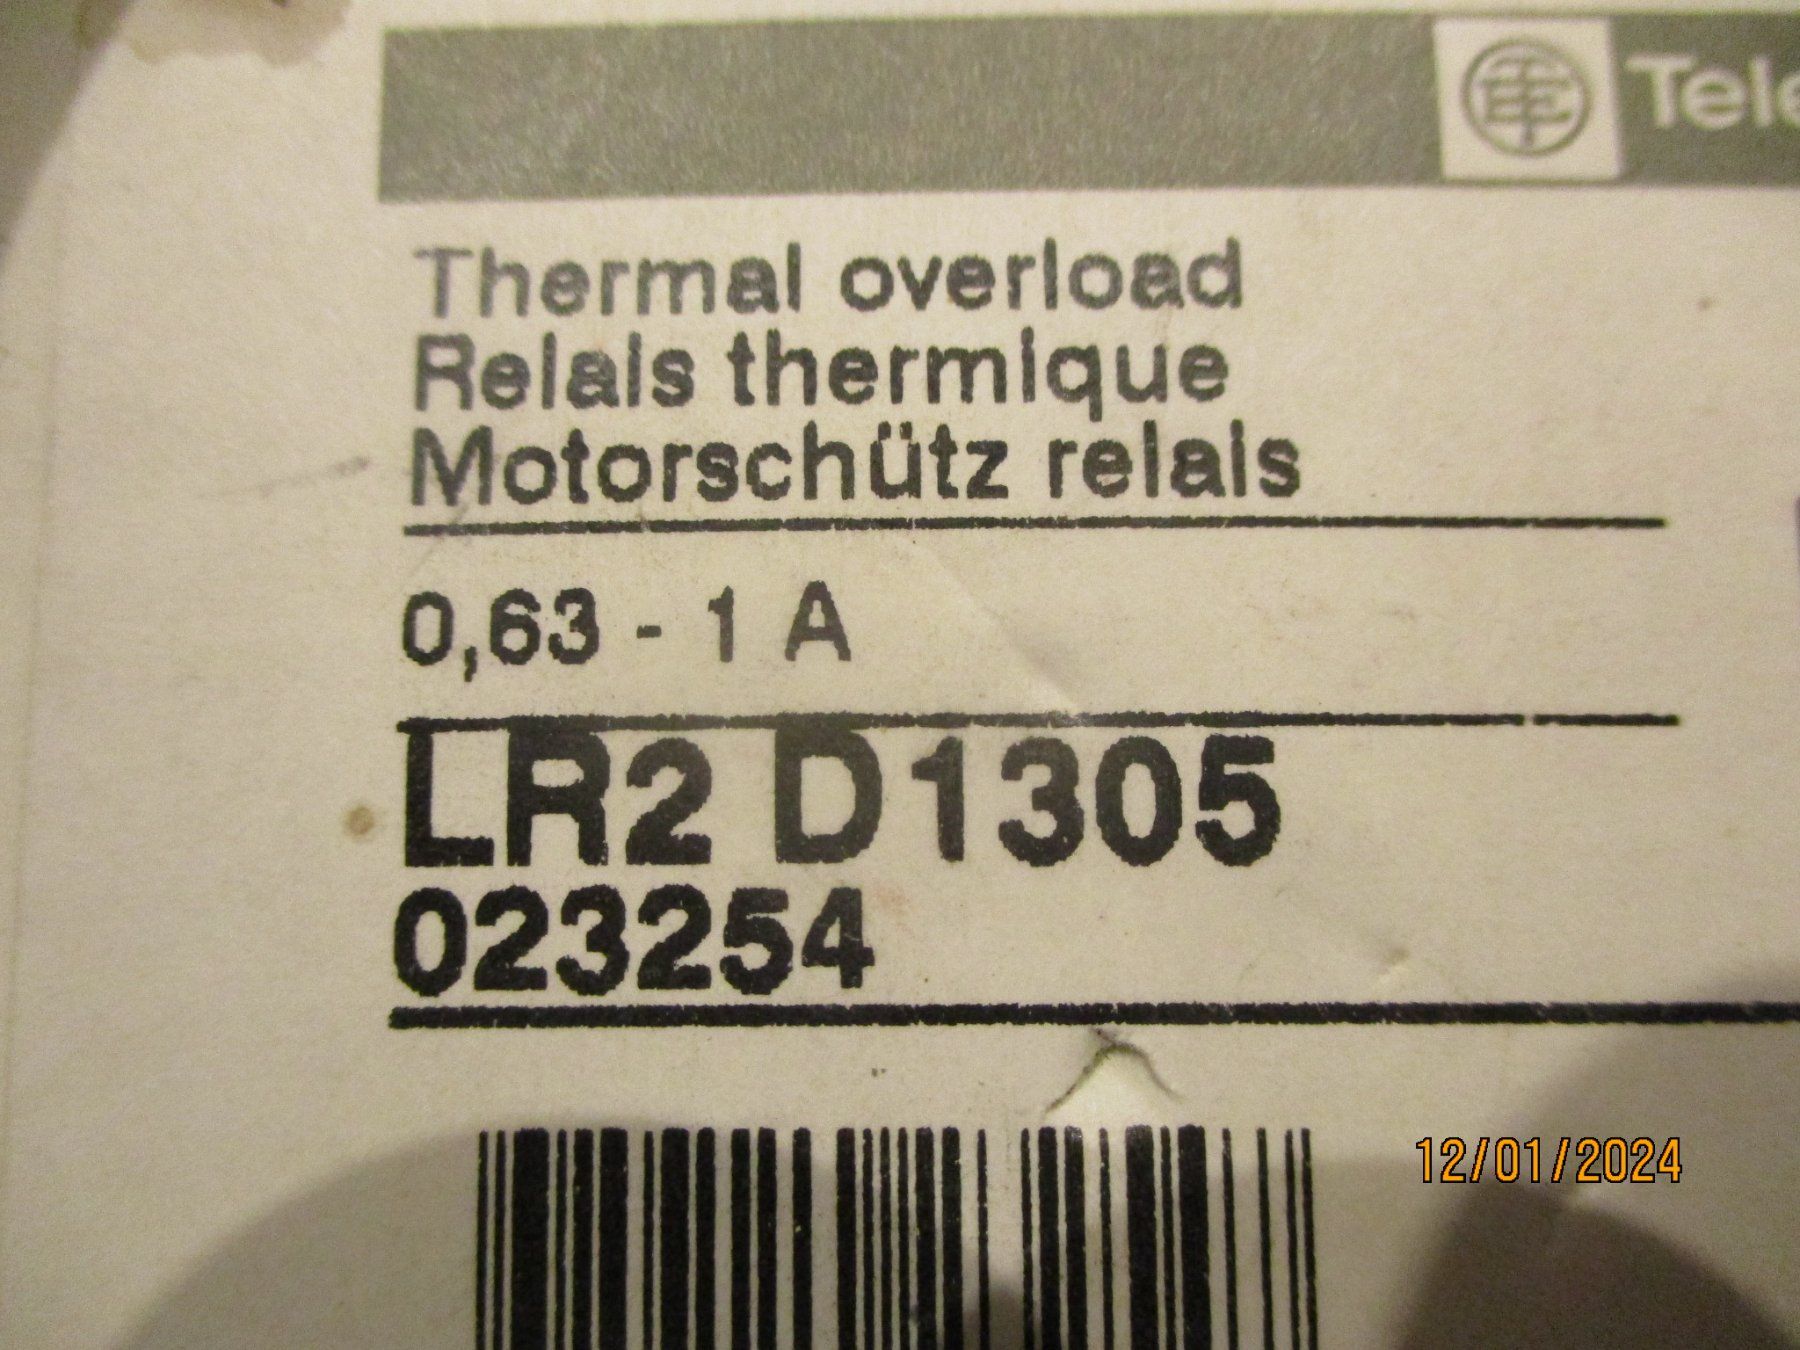 Tele
Thermal overload
Relais thermique
Motorschütz relais
0,63 - 1 A
LR2 D1305
023254
12/01/2024